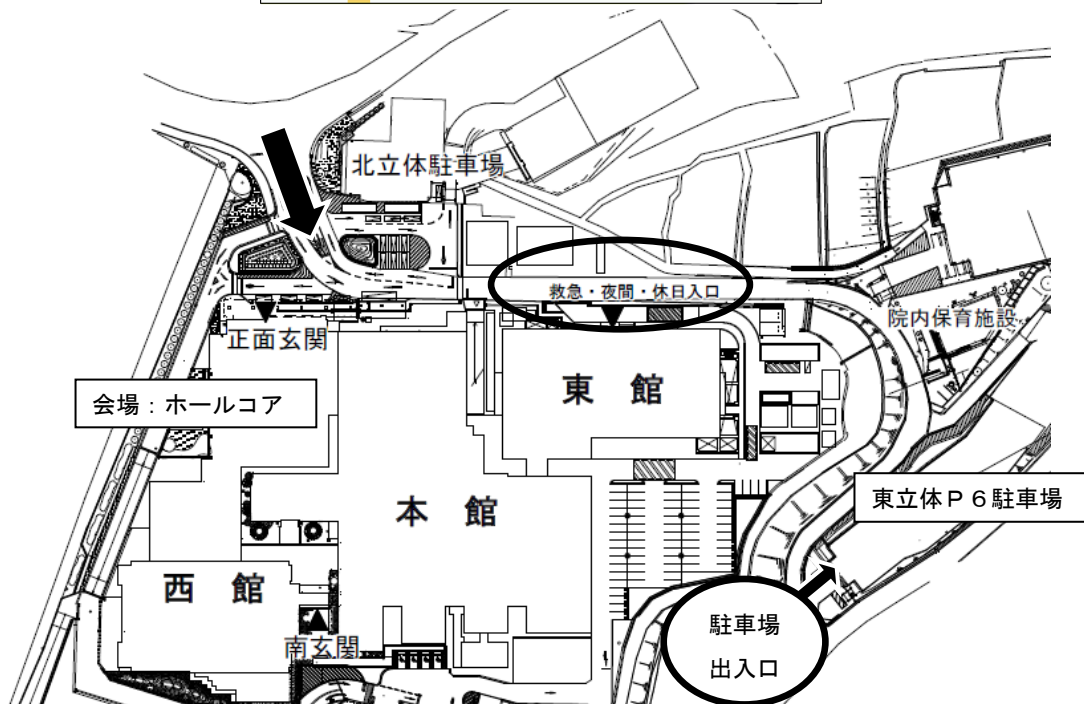 北立体駐車場
救急・夜間・休日入口
院内保育施設
正面玄関
東 館
会場：ホールコア
東立体Ｐ６駐車場
本 館
西 館
駐車場
出入口
南玄関